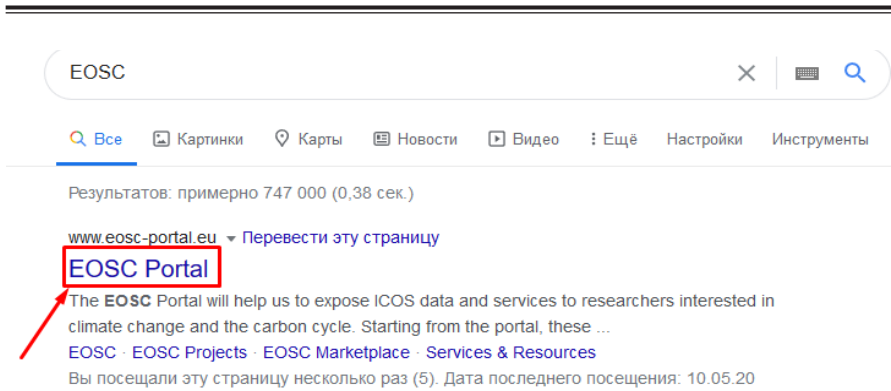 EOSC
Все Картинки Карты Новости Видео Ещё Настройки Инструменты
Результатов: примерно 747 000 (0,38 сек.)
www.eosc-portal.eu Перевести эту страницу
EOSC Portal
The EOSC Portal will help us to expose ICOS data and services to researchers interested in
climate change and the carbon cycle. Starting from the portal, these ...
EOSC · EOSC Projects · EOSC Marketplace · Services & Resources
Вы посещали эту страницу несколько раз (5). Дата последнего посещения: 10.05.20